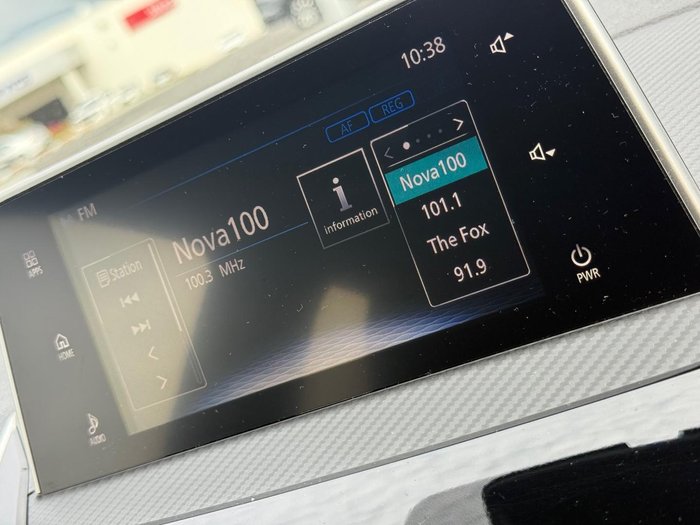 10:38
AF
REG
FM
Nova100
100.3 MHz
Station
information
Nova100
101.1
The Fox
91.9
APPS
HOME
AUDIO
PWR